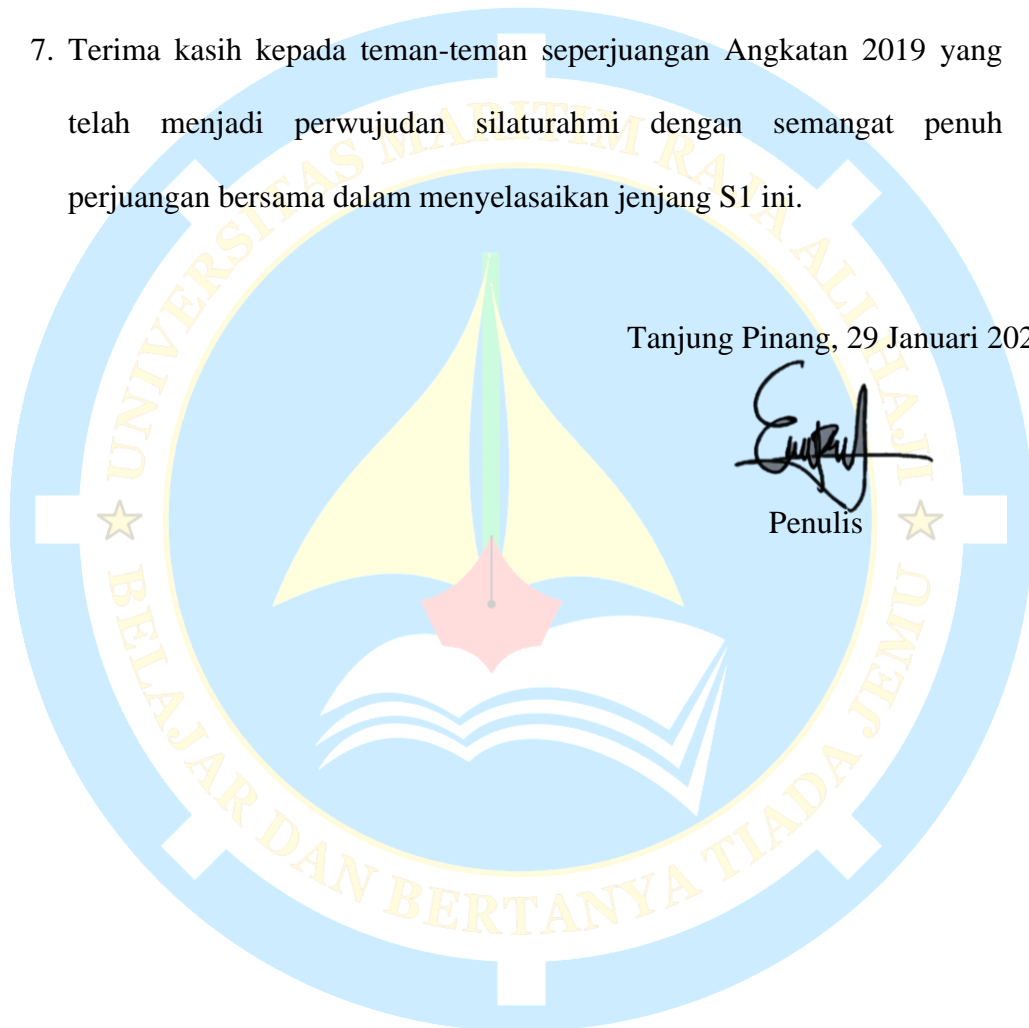 7. Terima kasih kepada teman-teman seperjuangan Angkatan 2019 yang
telah menjadi perwujudan silaturahmi dengan semangat penuh
perjuangan bersama dalam menyelasaikan jenjang S1 ini.
Tanjung Pinang, 29 Januari 202
Penulis
UNIVERSITAS MARITIM RAJA ALI HAJI
BELAJAR DAN BERTANYA TIADA JEMU